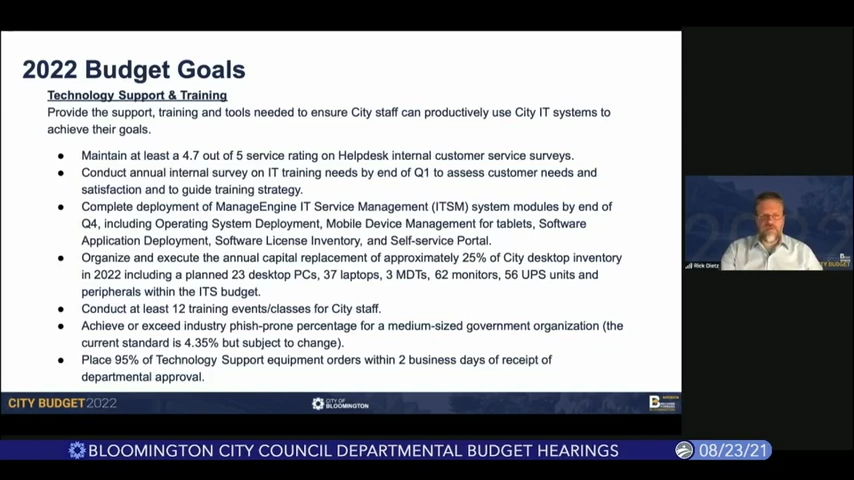 2022 Budget Goals
Technology Support & Training
Provide the support, training and tools needed to ensure City staff can productively use City IT systems to
achieve their goals.
● Maintain at least a 4.7 out of 5 service rating on Helpdesk internal customer service surveys.
● Conduct annual internal survey on IT training needs by end of Q1 to assess customer needs and
satisfaction and to guide training strategy.
● Complete deployment of ManageEngine IT Service Management (ITSM) system modules by end of
Q4, including Operating System Deployment, Mobile Device Management for tablets, Software
Application Deployment, Software License Inventory, and Self-service Portal.
● Organize and execute the annual capital replacement of approximately 25% of City desktop inventory
in 2022 including a planned 23 desktop PCs, 37 laptops, 3 MDTs, 62 monitors, 56 UPS units and
peripherals within the ITS budget.
● Conduct at least 12 training events/classes for City staff.
● Achieve or exceed industry phish-prone percentage for a medium-sized government organization (the
current standard is 4.35% but subject to change).
● Place 95% of Technology Support equipment orders within 2 business days of receipt of
departmental approval.
CITY BUDGET2022
CITY OF
BLOOMINGTON
2022
Rick Dietz
CITY BUDGET
BLOOMINGTON CITY COUNCIL DEPARTMENTAL BUDGET HEARINGS
08/23/21